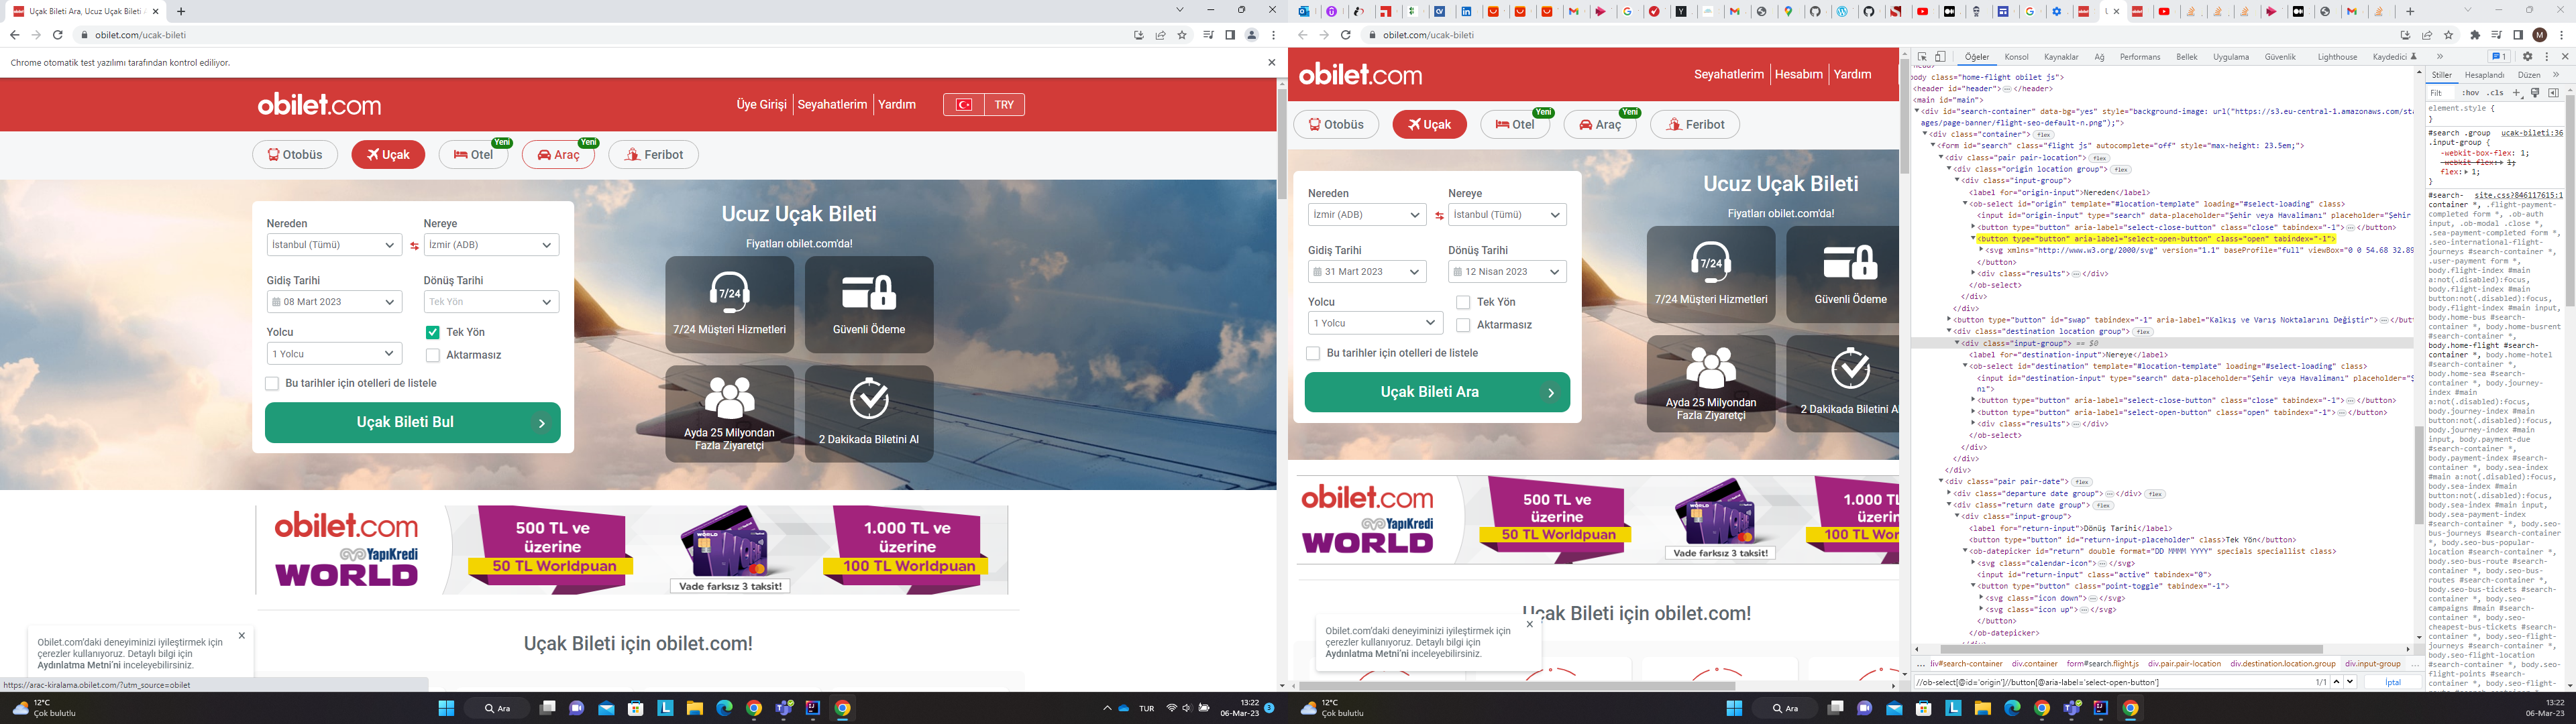 Uçak Bileti Ara, Ucuz Uçak Bileti
obilet.com/ucak-bileti
Chrome otomatik test yazılımı tarafından kontrol ediliyor.
obilet.com
Üye Girişi
Seyahatlerim
Yardım
TRY
Otobüs
Uçak
Otel
Yeni
Araç
Yeni
Feribot
Nereden
Nereye
İstanbul (Tümü)
İzmir (ADB)
Gidiş Tarihi
Dönüş Tarihi
08 Mart 2023
Tek Yön
Yolcu
Tek Yön
1 Yolcu
Aktarmasız
Bu tarihler için otelleri de listele
Uçak Bileti Bul
Ucuz Uçak Bileti
Fiyatları obilet.com'da!
7/24
7/24 Müşteri Hizmetleri
Güvenli Ödeme
Ayda 25 Milyondan
Fazla Ziyaretçi
2 Dakikada Biletini Al
obilet.com
YapıKredi
WORLD
500 TL ve
üzerine
50 TL Worldpuan
WORLD
Vade farksız 3 taksit!
1.000 TL ve
üzerine
100 TL Worldpuan
Uçak Bileti için obilet.com!
Obilet.com'daki deneyiminizi iyileştirmek için
çerezler kullanıyoruz. Detaylı bilgi için
Aydınlatma Metni'ni inceleyebilirsiniz.
https://arac-kiralama.obilet.com/?utm_source=obilet
12°C
Çok bulutlu
Ara
TUR
13:22
06-Mar-23
3
obilet.com/ucak-bileti
M
obilet.com
Seyahatlerim
Hesabım
Yardım
Otobüs
Uçak
Otel
Yeni
Araç
Yeni
Feribot
Nereden
Nereye
İzmir (ADB)
İstanbul (Tümü)
Gidiş Tarihi
Dönüş Tarihi
31 Mart 2023
12 Nisan 2023
Yolcu
Tek Yön
1 Yolcu
Aktarmasız
Bu tarihler için otelleri de listele
Uçak Bileti Ara
Ucuz Uçak Bileti
Fiyatları obilet.com'da!
7/24
7/24 Müşteri Hizmetleri
Güvenli Ödeme
Ayda 25 Milyondan
Fazla Ziyaretçi
2 Dakikada Biletini Al
obilet.com
YapıKredi
WORLD
500 TL ve
üzerine
50 TL Worldpuan
Vade farksız 3 taksit!
1.000 TL
üzerin
100 TL Wor
Uçak Bileti için obilet.com!
Obilet.com'daki deneyiminizi iyileştirmek için
çerezler kullanıyoruz. Detaylı bilgi için
Aydınlatma Metni'ni inceleyebilirsiniz.
Öğeler Konsol Kaynaklar Ağ Performans Bellek Uygulama Güvenlik Lighthouse Kaydedici
1
body class="home-flight obilet js">
<header id="header"></header>
<main id="main">
<div id="search-container" data-bg="yes" style="background-image: url("https://s3.eu-central-1.amazonaws.com/sta
ages/page-banner/flight-seo-default-n.png");">
<div class="container"> flex
<form id="search" class="flight js" autocomplete="off" style="max-height: 23.5em;">
<div class="pair pair-location"> flex
<div class="origin location group"> flex
<div class="input-group">
<label for="origin-input">Nereden</label>
<ob-select id="origin" template="#location-template" loading="#select-loading" class>
<input id="origin-input" type="search" data-placeholder="Şehir veya Havalimanı" placeholder="Şehir
<button type="button" aria-label="select-close-button" class="close" tabindex="-1"></button>
<button type="button" aria-label="select-open-button" class="open" tabindex="-1">
<svg xmlns="http://www.w3.org/2000/svg" version="1.1" baseProfile="full" viewBox="0 0 54.68 32.89
</button>
<div class="results"></div>
</ob-select>
</div>
</div>
<button type="button" id="swap" tabindex="-1" aria-label="Kalkış ve Varış Noktalarını Değiştir"></butt
<div class="destination location group"> flex
<div class="input-group"> == $0
<label for="destination-input">Nereye</label>
<ob-select id="destination" template="#location-template" loading="#select-loading" class>
<input id="destination-input" type="search" data-placeholder="Şehir veya Havalimanı" placeholder="Ş
nı">
<button type="button" aria-label="select-close-button" class="close" tabindex="-1"></button>
<button type="button" aria-label="select-open-button" class="open" tabindex="-1"></button>
<div class="results"></div>
</ob-select>
</div>
</div>
</div>
<div class="pair pair-date"> flex
<div class="departure date group"></div> flex
<div class="return date group"> flex
<div class="input-group">
<label for="return-input">Dönüş Tarihi</label>
<button type="button" id="return-input-placeholder" class>Tek Yön</button>
<ob-datepicker id="return" double format="DD MMMM YYYY" specials speciallist class>
<svg class="calendar-icon"></svg>
<input id="return-input" class="active" tabindex="0">
<button type="button" class="point-toggle" tabindex="-1">
<svg class="icon down"></svg>
<svg class="icon up"></svg>
</button>
</ob-datepicker>
... iv#search-container div.container form#search.flight.js div.pair.pair-location div.destination.location.group div.input-group ...
//ob-select[@id='origin']//button[@aria-label='select-open-button']
1/1
İptal
Stiller Hesaplandı Düzen
Filt :hov .cls
element.style {
}
#search .group ucak-bileti:36
.input-group {
-webkit-box-flex: 1;
-webkit-flex: 1;
flex: 1;
}
#search- site.css?846117615:1
container *, .flight-payment-
completed form *, .ob-auth
input, .ob-modal .close *,
.sea-payment-completed form *,
.seo-international-flight-
journeys #search-container *,
.user-payment form *,
body.flight-index #main
a:not(.disabled):focus,
body.flight-index #main
button:not(.disabled):focus,
body.flight-index #main input,
body.home-bus #search-
container *, body.home-busrent
#search-container *,
body.home-flight #search-
container *, body.home-hotel
#search-container *,
body.home-sea #search-
container *, body.journey-
index #main
a:not(.disabled):focus,
body.journey-index #main
button:not(.disabled):focus,
body.journey-index #main
input, body.payment-due
#search-container *,
body.payment-index #search-
container *, body.sea-index
#main a:not(.disabled):focus,
body.sea-index #main
button:not(.disabled):focus,
body.sea-index #main input,
body.sea-payment-index
#search-container *, body.seo-
bus-journeys #search-container
*, body.seo-bus-popular-
location #search-container *,
body.seo-bus-route #search-
container *, body.seo-bus-
routes #search-container *,
body.seo-bus-tickets #search-
container *, body.seo-
campaigns #main #search-
container *, body.seo-
cheapest-bus-tickets #search-
container *, body.seo-flight-
journeys #search-container *,
body.seo-flight-location
#search-container *, body.seo-
flight-points #search-
container *, body.seo-flight-
12°C
Çok bulutlu
Ara
13:22
06-Mar-23